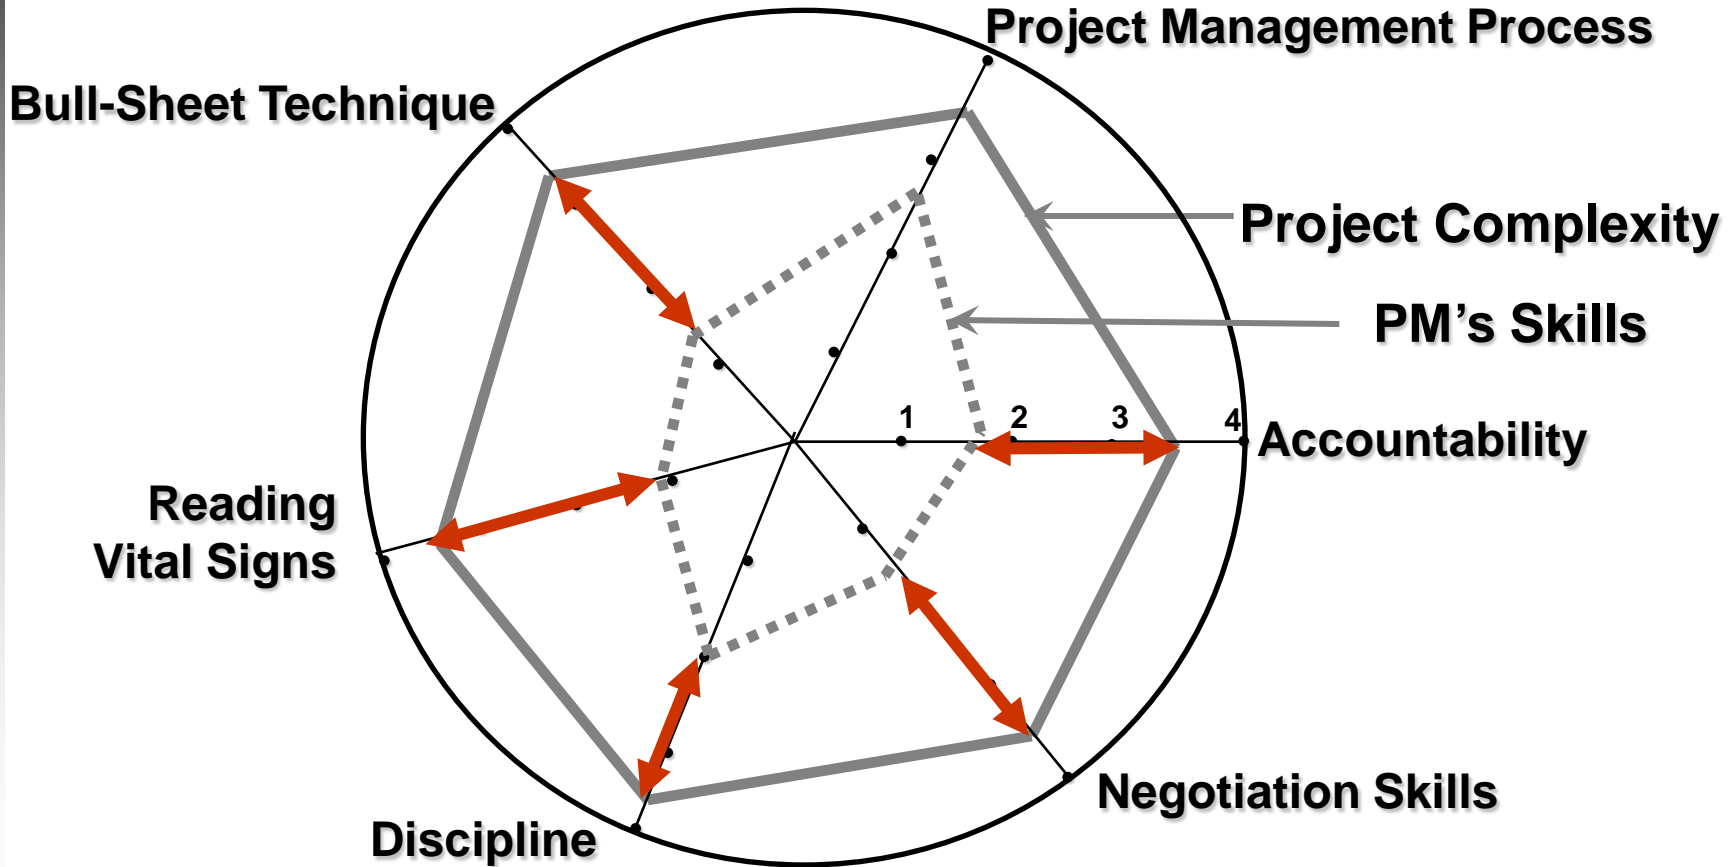 Project Management Process
Bull-Sheet Technique
Project Complexity
PM’s Skills
1 2 3 4
Accountability
Reading
Vital Signs
Negotiation Skills
Discipline